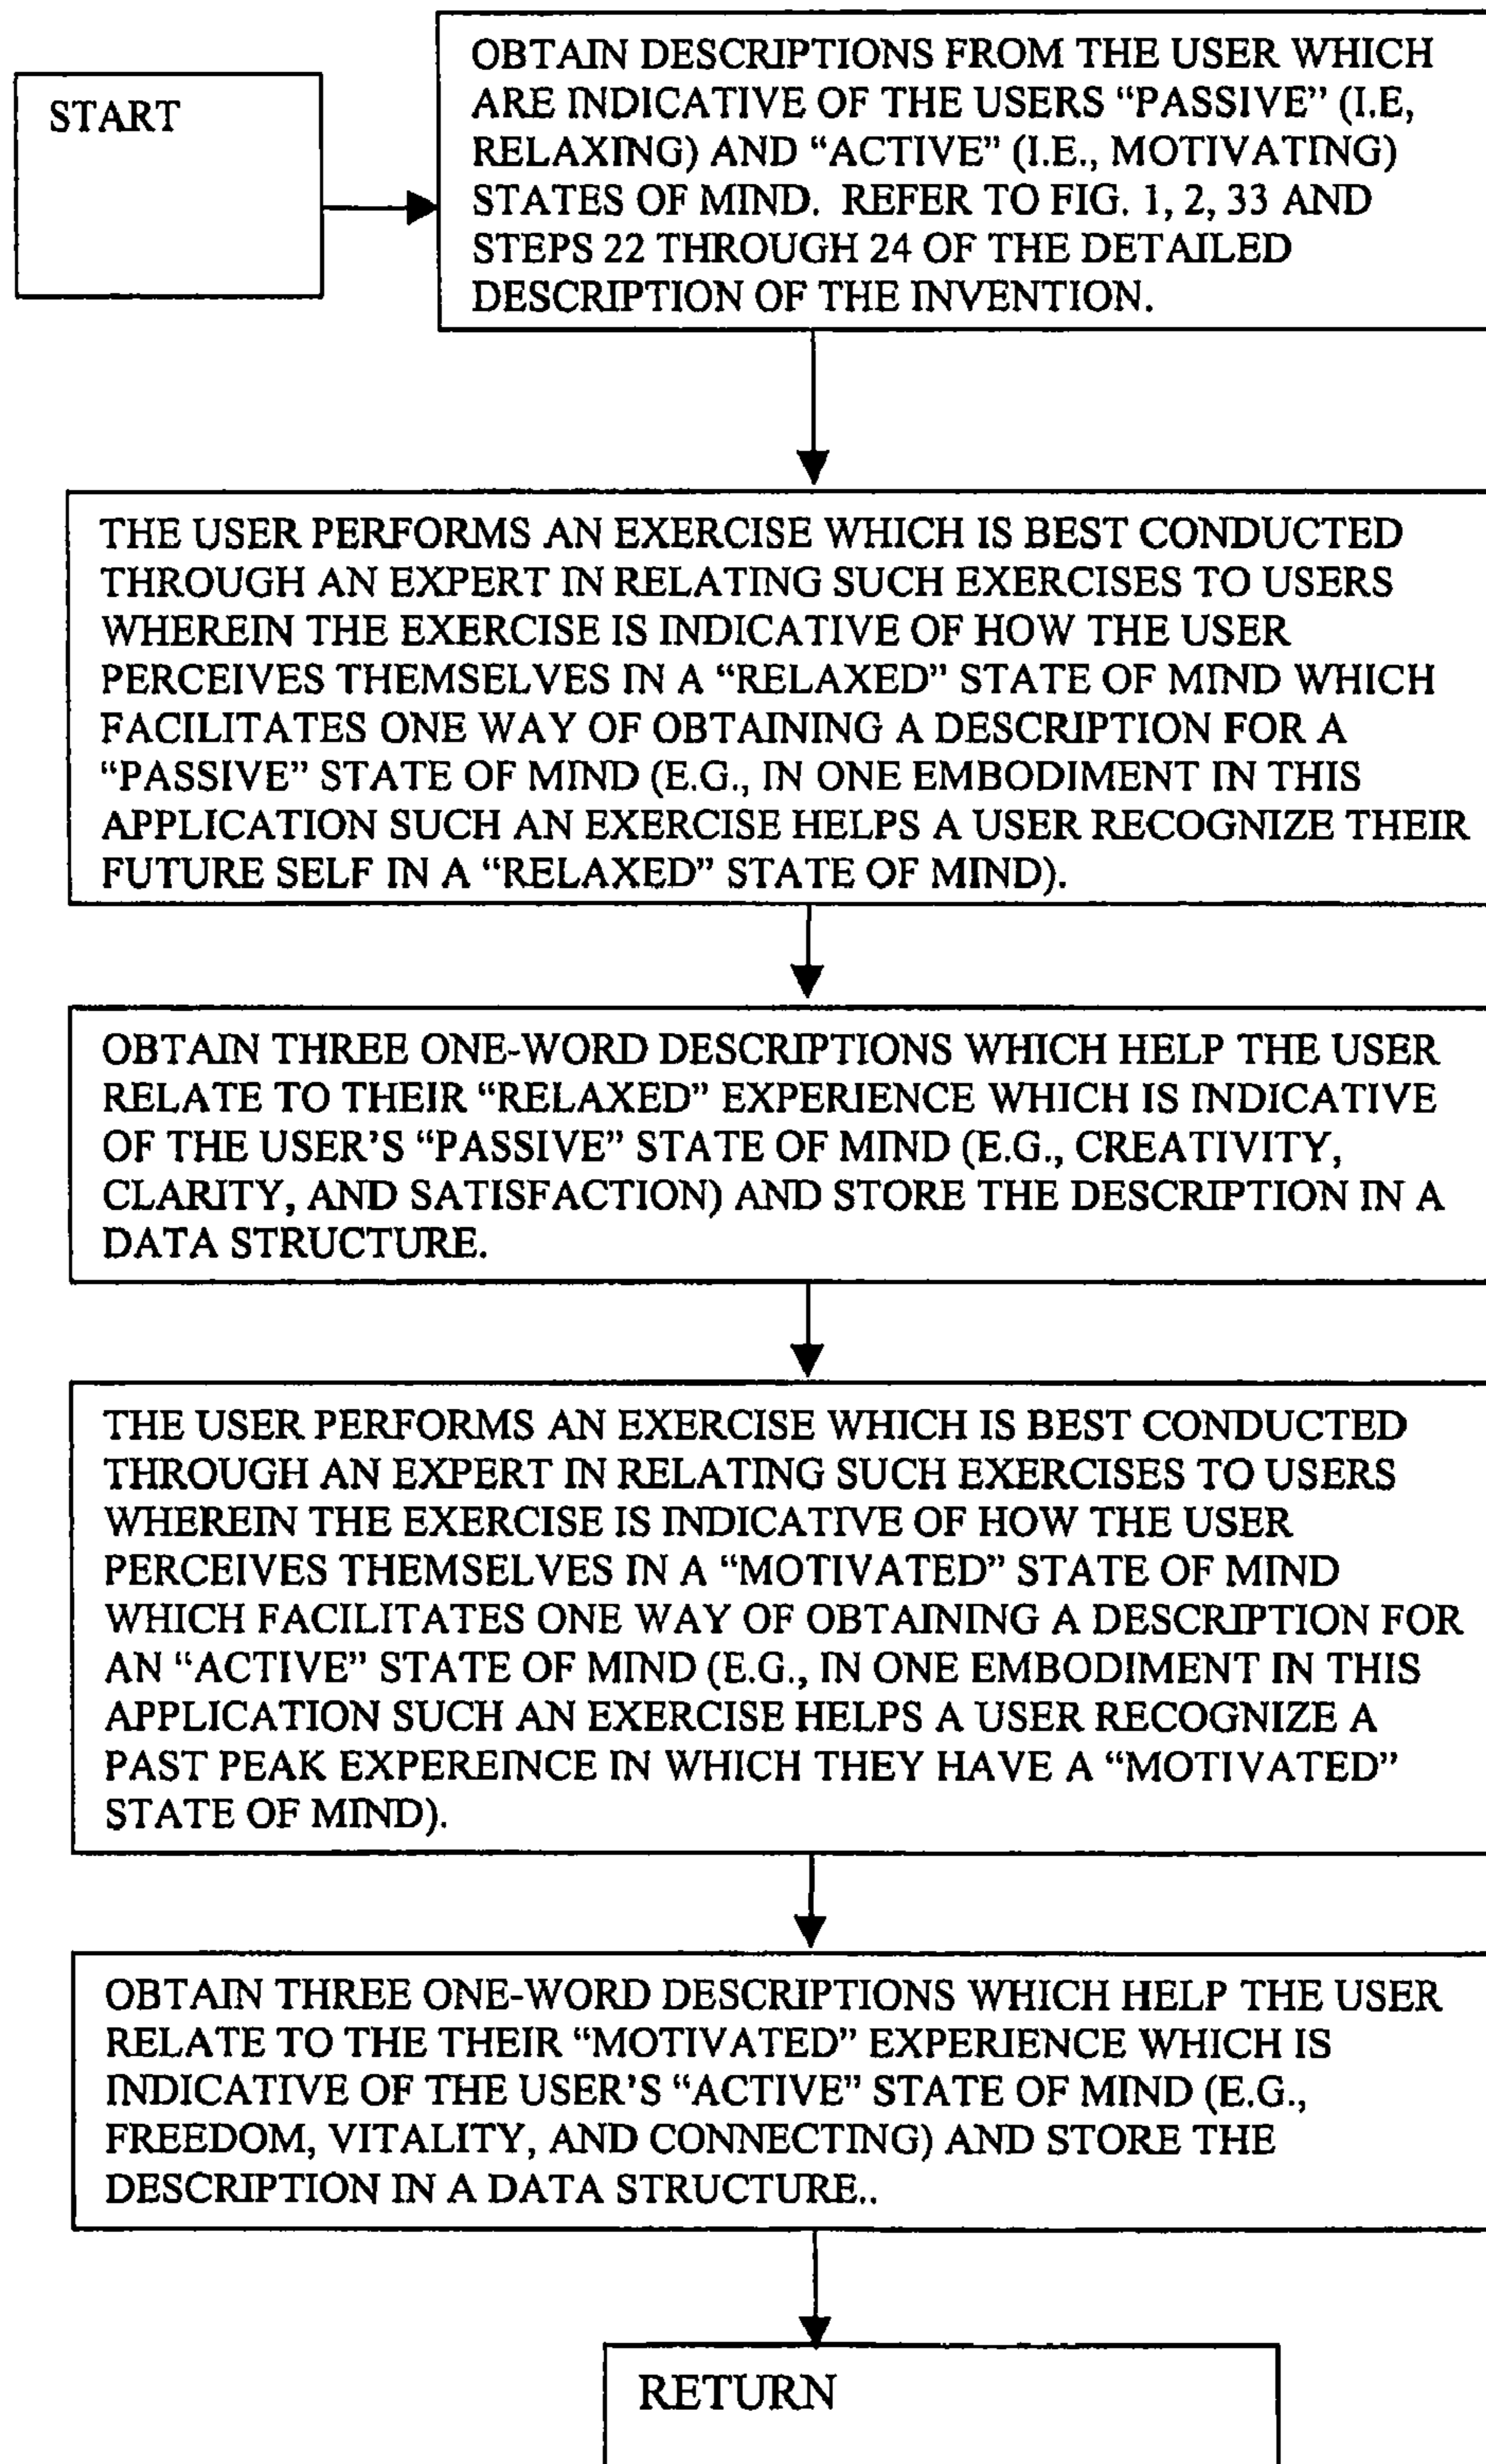 START
OBTAIN DESCRIPTIONS FROM THE USER WHICH
ARE INDICATIVE OF THE USERS “PASSIVE” (I.E,
RELAXING) AND “ACTIVE” (I.E., MOTIVATING)
STATES OF MIND. REFER TO FIG. 1, 2, 33 AND
STEPS 22 THROUGH 24 OF THE DETAILED
DESCRIPTION OF THE INVENTION.
THE USER PERFORMS AN EXERCISE WHICH IS BEST CONDUCTED
THROUGH AN EXPERT IN RELATING SUCH EXERCISES TO USERS
WHEREIN THE EXERCISE IS INDICATIVE OF HOW THE USER
PERCEIVES THEMSELVES IN A “RELAXED” STATE OF MIND WHICH
FACILITATES ONE WAY OF OBTAINING A DESCRIPTION FOR A
“PASSIVE” STATE OF MIND (E.G., IN ONE EMBODIMENT IN THIS
APPLICATION SUCH AN EXERCISE HELPS A USER RECOGNIZE THEIR
FUTURE SELF IN A “RELAXED” STATE OF MIND).
OBTAIN THREE ONE-WORD DESCRIPTIONS WHICH HELP THE USER
RELATE TO THEIR “RELAXED” EXPERIENCE WHICH IS INDICATIVE
OF THE USER’S “PASSIVE” STATE OF MIND (E.G., CREATIVITY,
CLARITY, AND SATISFACTION) AND STORE THE DESCRIPTION IN A
DATA STRUCTURE.
THE USER PERFORMS AN EXERCISE WHICH IS BEST CONDUCTED
THROUGH AN EXPERT IN RELATING SUCH EXERCISES TO USERS
WHEREIN THE EXERCISE IS INDICATIVE OF HOW THE USER
PERCEIVES THEMSELVES IN A “MOTIVATED” STATE OF MIND
WHICH FACILITATES ONE WAY OF OBTAINING A DESCRIPTION FOR
AN “ACTIVE” STATE OF MIND (E.G., IN ONE EMBODIMENT IN THIS
APPLICATION SUCH AN EXERCISE HELPS A USER RECOGNIZE A
PAST PEAK EXPEREINCE IN WHICH THEY HAVE A “MOTIVATED”
STATE OF MIND).
OBTAIN THREE ONE-WORD DESCRIPTIONS WHICH HELP THE USER
RELATE TO THE THEIR “MOTIVATED” EXPERIENCE WHICH IS
INDICATIVE OF THE USER’S “ACTIVE” STATE OF MIND (E.G.,
FREEDOM, VITALITY, AND CONNECTING) AND STORE THE
DESCRIPTION IN A DATA STRUCTURE..
RETURN